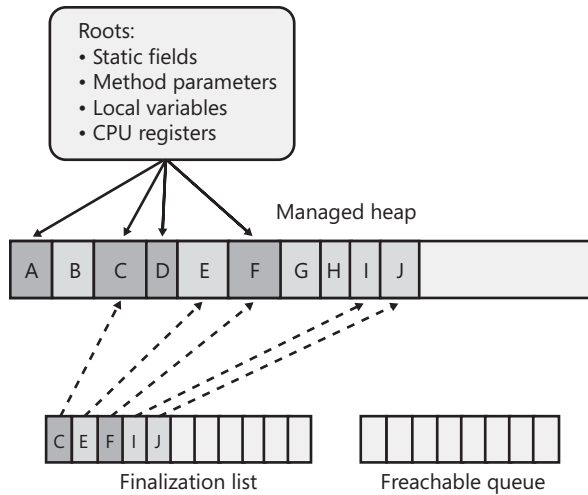 Roots:
• Static fields
• Method parameters
• Local variables
• CPU registers
Managed heap
A B C D E F G H I J
C E F I J
Finalization list
Freachable queue